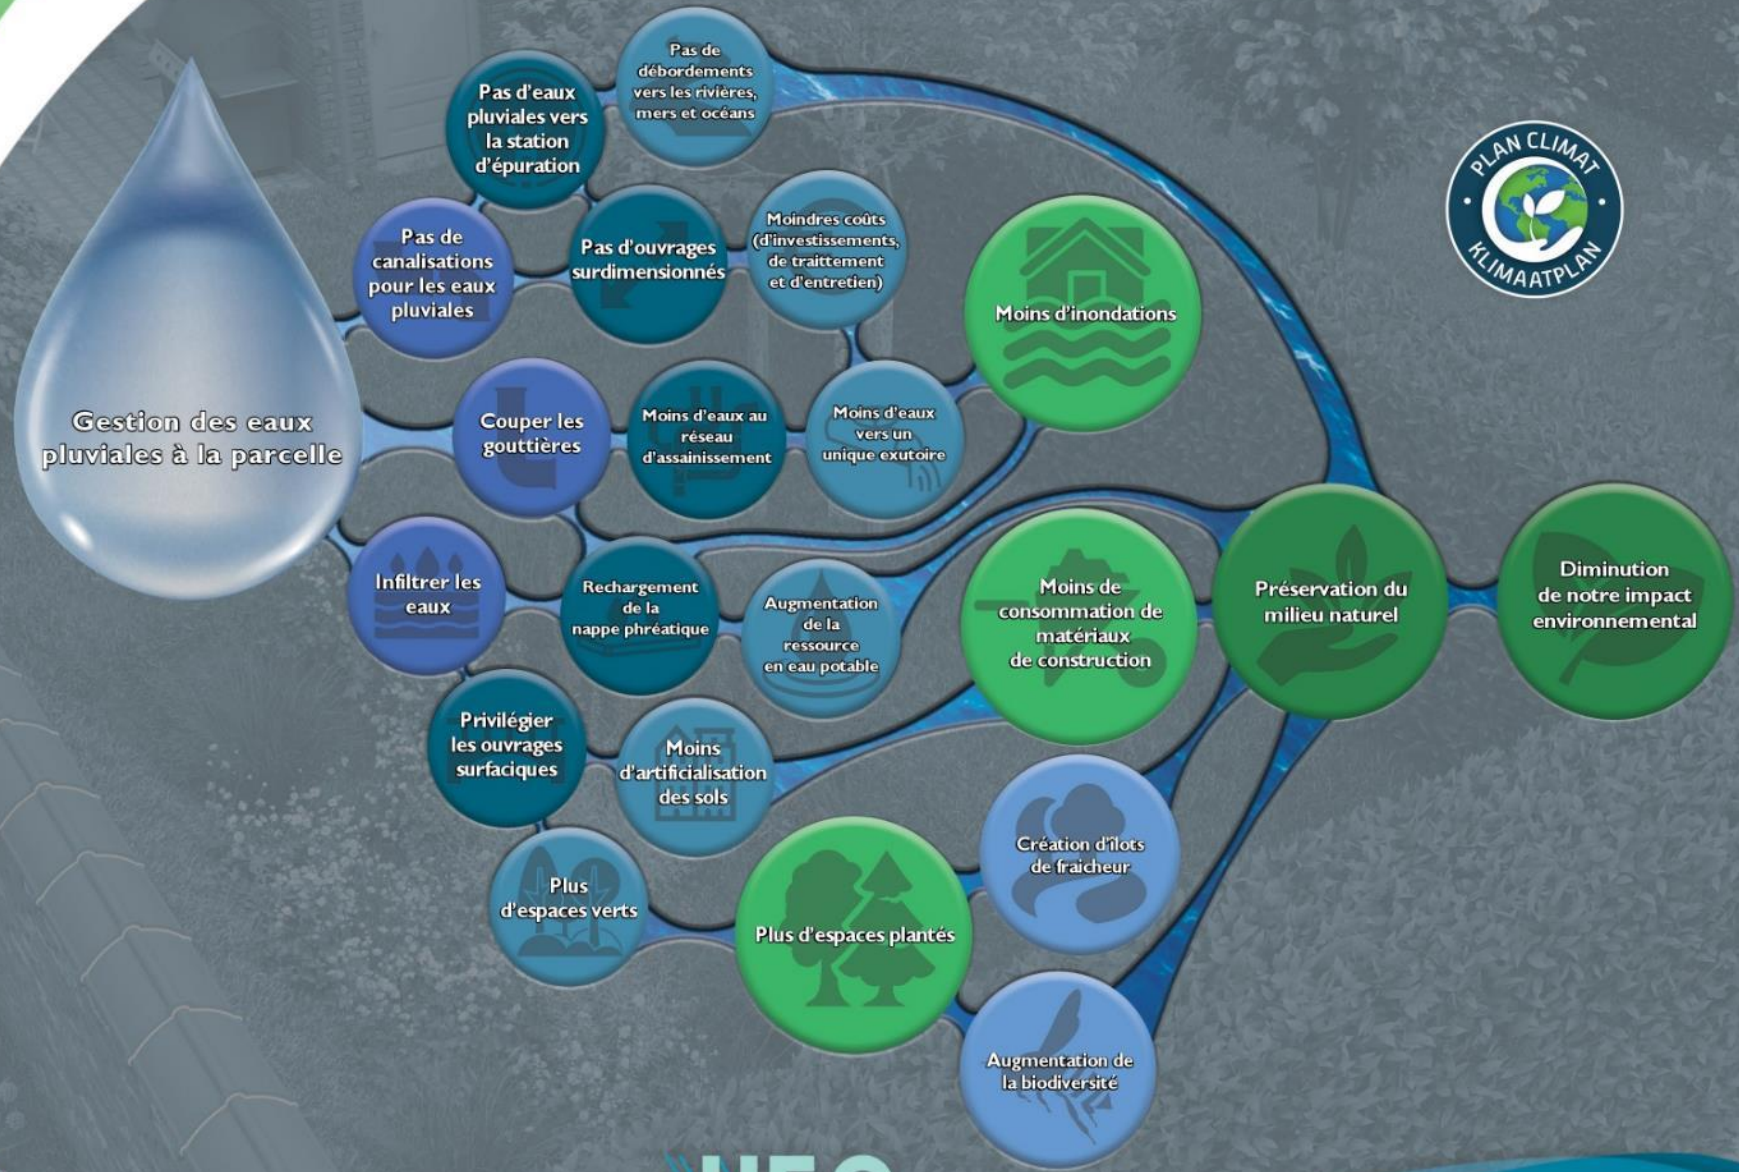 Gestion des eaux
pluviales à la parcelle
Pas de
canalisations
pour les eaux
pluviales
Pas d'eaux
pluviales vers
la station
d'épuration
Pas de
débordements
vers les rivières,
mers et océans
Pas d'ouvrages
surdimensionnés
Moindres coûts
(d'investissements,
de traittement
et d'entretien)
Couper les
gouttières
Moins d'eaux au
réseau
d'assainissement
Moins d'eaux
vers un
unique exutoire
Moins d'inondations
Infiltrer les
eaux
Rechargement
de la
nappe phréatique
Augmentation
de la
ressource
en eau potable
Privilégier
les ouvrages
surfaciques
Moins
d'artificialisation
des sols
Moins de
consommation de
matériaux
de construction
Plus
d'espaces verts
Plus d'espaces plantés
Création d'îlots
de fraicheur
Augmentation de
la biodiversité
Préservation du
milieu naturel
Diminution
de notre impact
environnemental
PLAN CLIMAT
KLIMAATPLAN